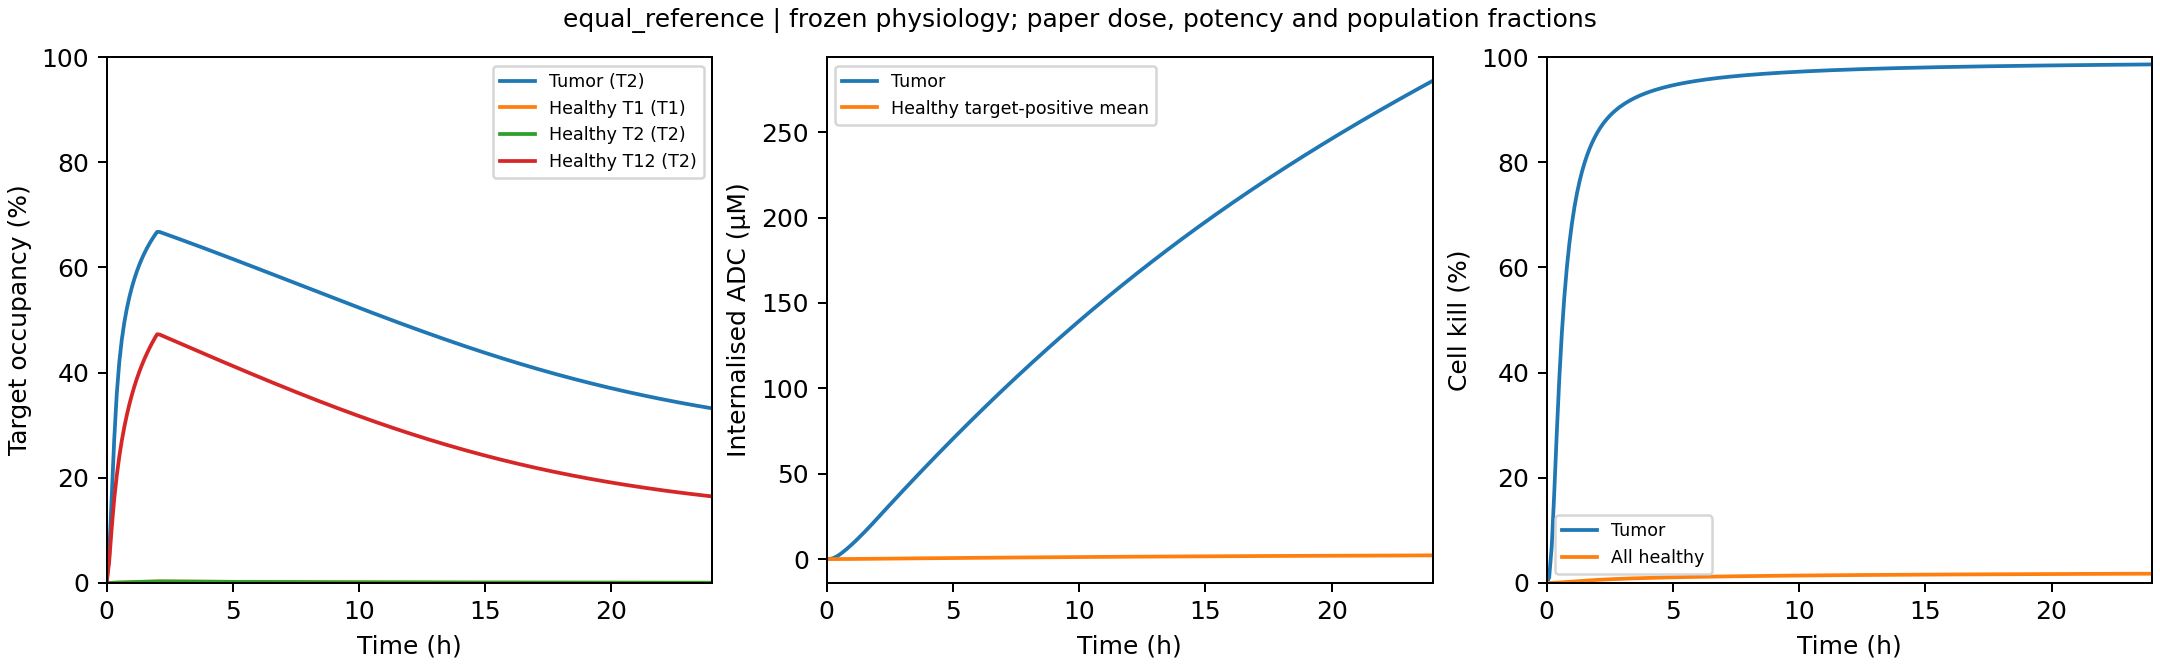 equal_reference | frozen physiology; paper dose, potency and population fractions
Target occupancy (%)
100
80
60
40
20
0
Tumor (T2)
Healthy T1 (T1)
Healthy T2 (T2)
Healthy T12 (T2)
0 5 10 15 20
Time (h)
Internalised ADC (µM)
250
200
150
100
50
0
Tumor
Healthy target-positive mean
0 5 10 15 20
Time (h)
Cell kill (%)
100
80
60
40
20
0
Tumor
All healthy
0 5 10 15 20
Time (h)